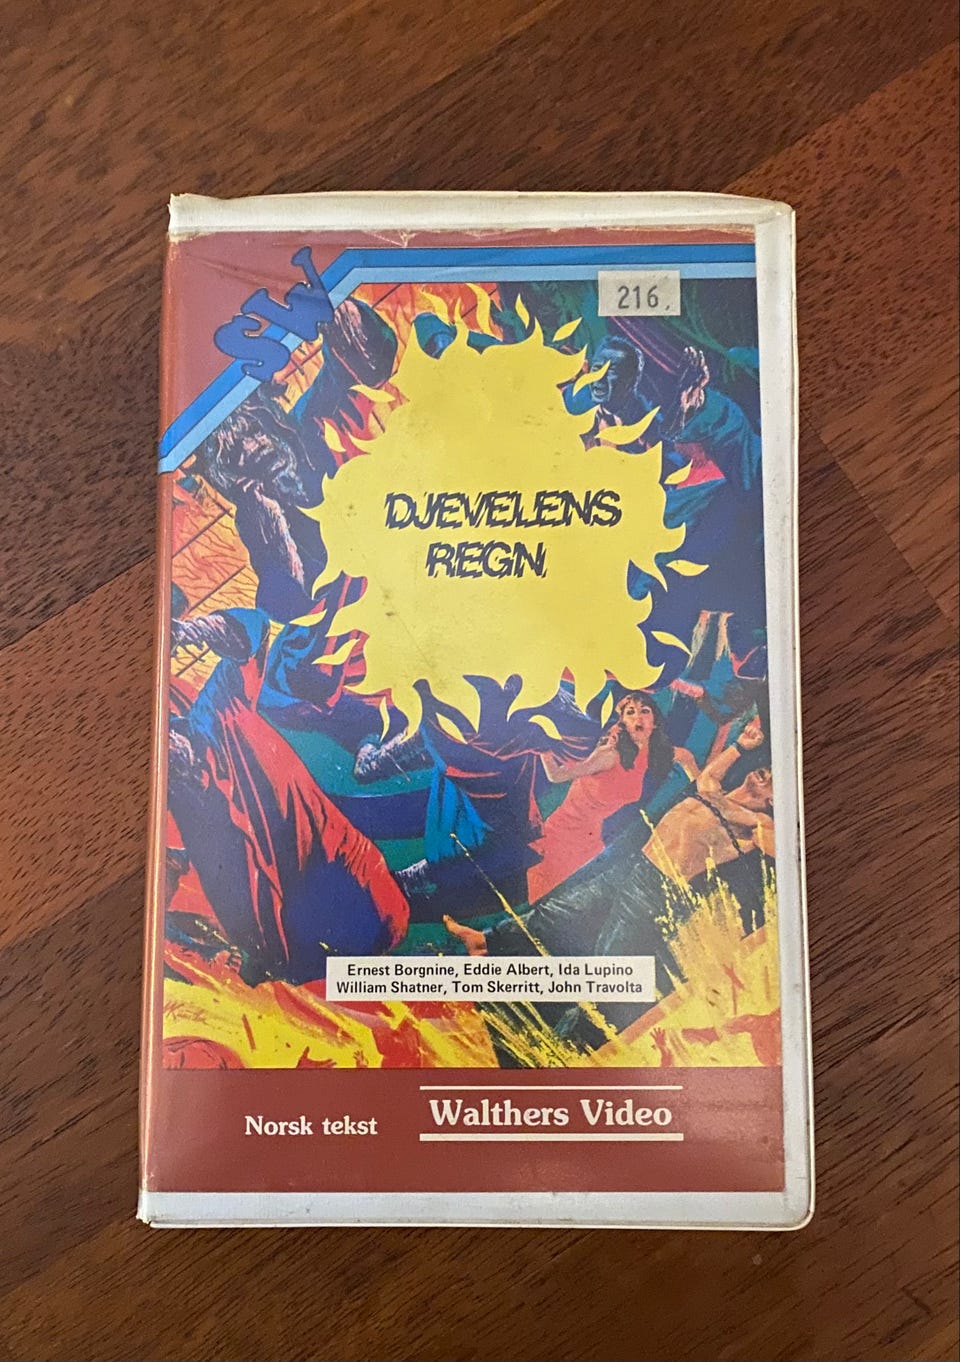 SW
216.
DJEVELENS
REGN
Ernest Borgnine, Eddie Albert, Ida Lupino
William Shatner, Tom Skerritt, John Travolta
Norsk tekst
Walthers Video